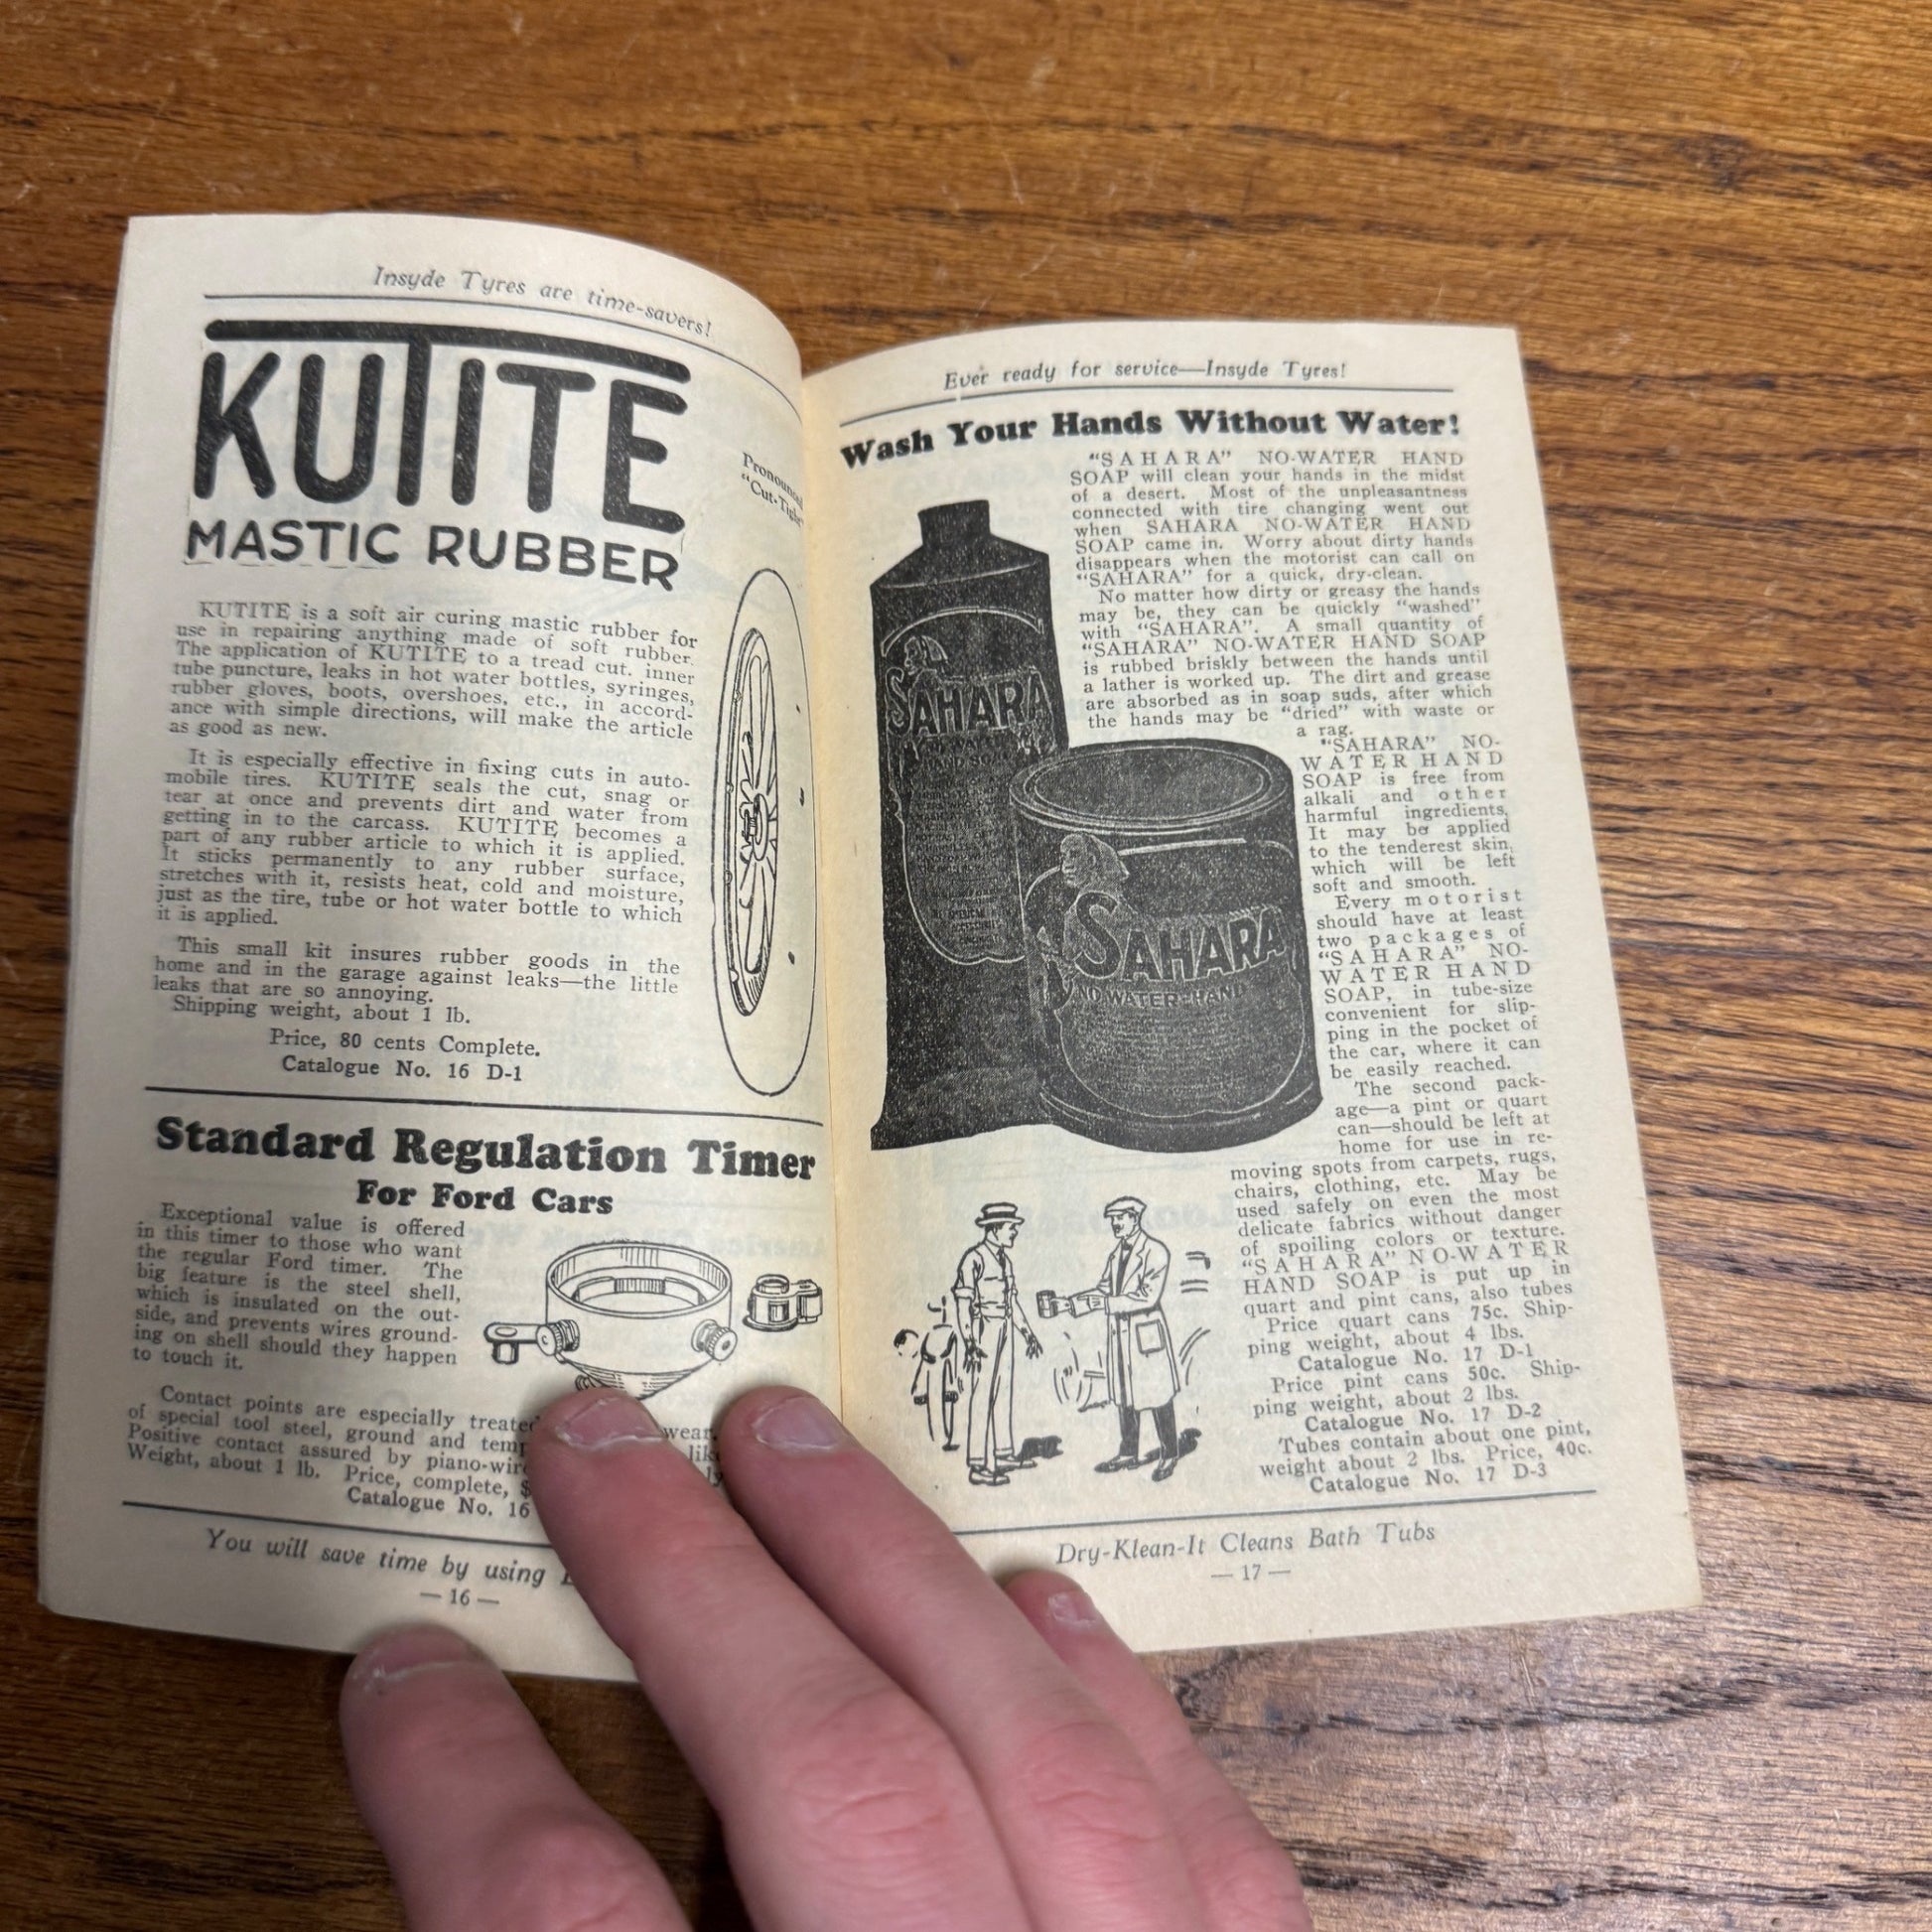 Insyde Tyres are time-savers!
KUTITE
Pronounced
"Cut-Tight"
MASTIC RUBBER
KUTITE is a soft air curing mastic rubber for
use in repairing anything made of soft rubber.
The application of KUTITE to a tread cut. inner
tube puncture, leaks in hot water bottles, syringes,
rubber gloves, boots, overshoes, etc., in accord-
ance with simple directions, will make the article
as good as new.
It is especially effective in fixing cuts in auto-
mobile tires. KUTITE seals the cut, snag or
tear at once and prevents dirt and water from
getting in to the carcass. KUTITE becomes a
part of any rubber article to which it is applied.
It sticks permanently to any rubber surface,
stretches with it, resists heat, cold and moisture,
just as the tire, tube or hot water bottle to which
it is applied.
This small kit insures rubber goods in the
home and in the garage against leaks—the little
leaks that are so annoying.
Shipping weight, about 1 lb.
Price, 80 cents Complete.
Catalogue No. 16 D-1
Standard Regulation Timer
For Ford Cars
Exceptional value is offered
in this timer to those who want
the regular Ford timer. The
big feature is the steel shell,
which is insulated on the out-
side, and prevents wires ground-
ing on shell should they happen
to touch it.
Contact points are especially treated wear.
of special tool steel, ground and temp lik
Positive contact assured by piano-wire ly
Weight, about 1 lb. Price, complete, $
Catalogue No. 16
You will save time by using
— 16 —
Ever ready for service—Insyde Tyres!
Wash Your Hands Without Water!
"SAHARA" NO-WATER HAND
SOAP will clean your hands in the midst
of a desert. Most of the unpleasantness
connected with tire changing went out
when SAHARA NO-WATER HAND
SOAP came in. Worry about dirty hands
disappears when the motorist can call on
"SAHARA" for a quick, dry-clean.
No matter how dirty or greasy the hands
may be, they can be quickly "washed"
with "SAHARA". A small quantity of
"SAHARA" NO-WATER HAND SOAP
is rubbed briskly between the hands until
a lather is worked up. The dirt and grease
are absorbed as in soap suds, after which
the hands may be "dried" with waste or
a rag.
"SAHARA" NO-
WATER HAND
SOAP is free from
alkali and other
harmful ingredients.
It may be applied
to the tenderest skin,
which will be left
soft and smooth.
Every motorist
should have at least
two packages of
"SAHARA" NO-
WATER HAND
SOAP, in tube-size
convenient for slip-
ping in the pocket of
the car, where it can
be easily reached.
The second pack-
age—a pint or quart
can—should be left at
home for use in re-
moving spots from carpets, rugs,
chairs, clothing, etc. May be
used safely on even the most
delicate fabrics without danger
of spoiling colors or texture.
"SAHARA" NO-WATER
HAND SOAP is put up in
quart and pint cans, also tubes
Price quart cans 75c. Ship-
ping weight, about 4 lbs.
Catalogue No. 17 D-1
Price pint cans 50c. Ship-
ping weight, about 2 lbs.
Catalogue No. 17 D-2
Tubes contain about one pint,
weight about 2 lbs. Price, 40c.
Catalogue No. 17 D-3
SAHARA
NO WATER
HAND SOAP
SAHARA
NO WATER-HAND
Dry-Klean-It Cleans Bath Tubs
— 17 —